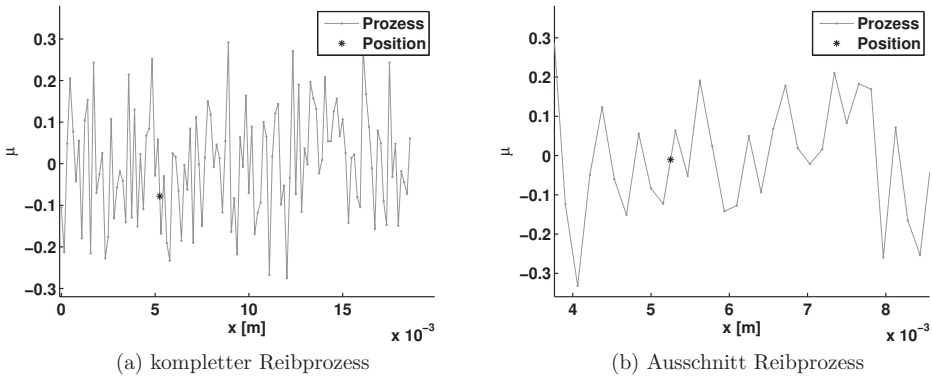 Prozess
Position
0.3
0.2
0.1
0
-0.1
-0.2
-0.3
μ
0
5
10
15
x [m]
x 10⁻³
(a) kompletter Reibprozess
Prozess
Position
0.3
0.2
0.1
0
-0.1
-0.2
-0.3
μ
4
5
6
7
8
x [m]
x 10⁻³
(b) Ausschnitt Reibprozess